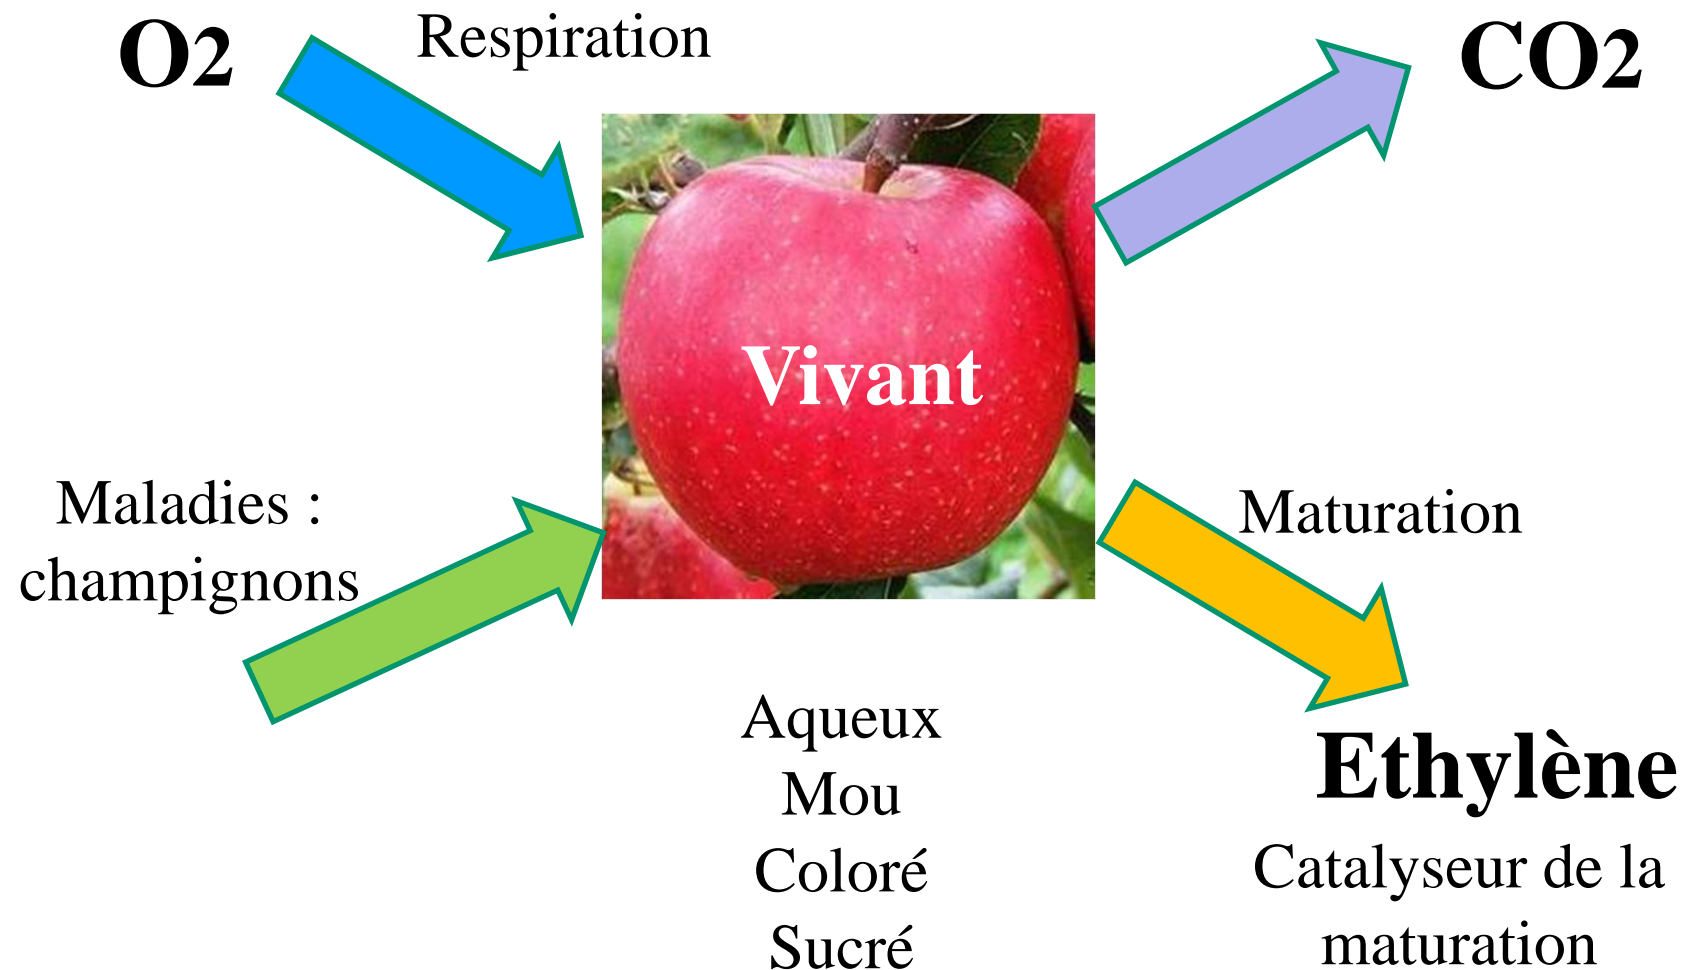 O2
Respiration
CO2
Vivant
Maladies :
champignons
Maturation
Aqueux
Mou
Coloré
Sucré
Ethylène
Catalyseur de la
maturation